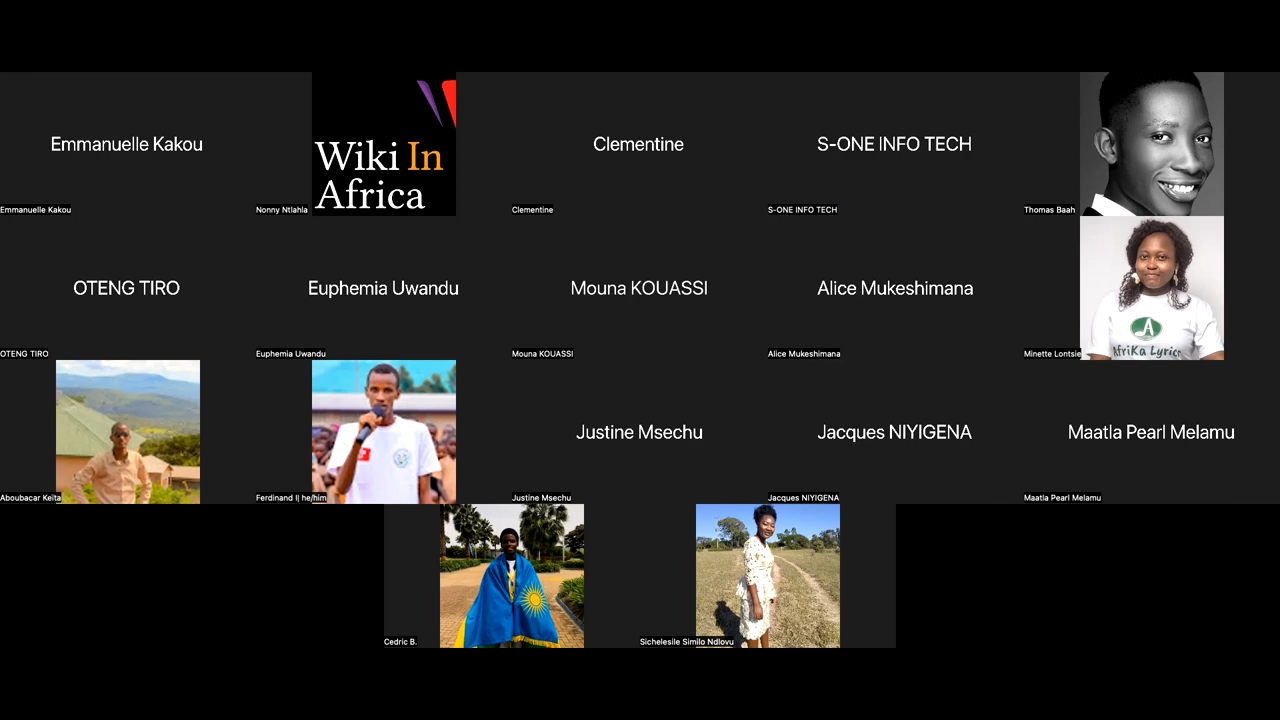 Emmanuelle Kakou
Emmanuelle Kakou
Wiki In
Africa
Nonny Ntlahla
Clementine
Clementine
S-ONE INFO TECH
S-ONE INFO TECH
Thomas Baah
OTENG TIRO
OTENG TIRO
Euphemia Uwandu
Euphemia Uwandu
Mouna KOUASSI
Mouna KOUASSI
Alice Mukeshimana
Alice Mukeshimana
A
AfriKa Lyrics
Minette Lontsie
Aboubacar Keïta
Ferdinand I| he/him
Justine Msechu
Justine Msechu
Jacques NIYIGENA
Jacques NIYIGENA
Maatla Pearl Melamu
Maatla Pearl Melamu
Cedric B.
Sichelesile Similo Ndlovu